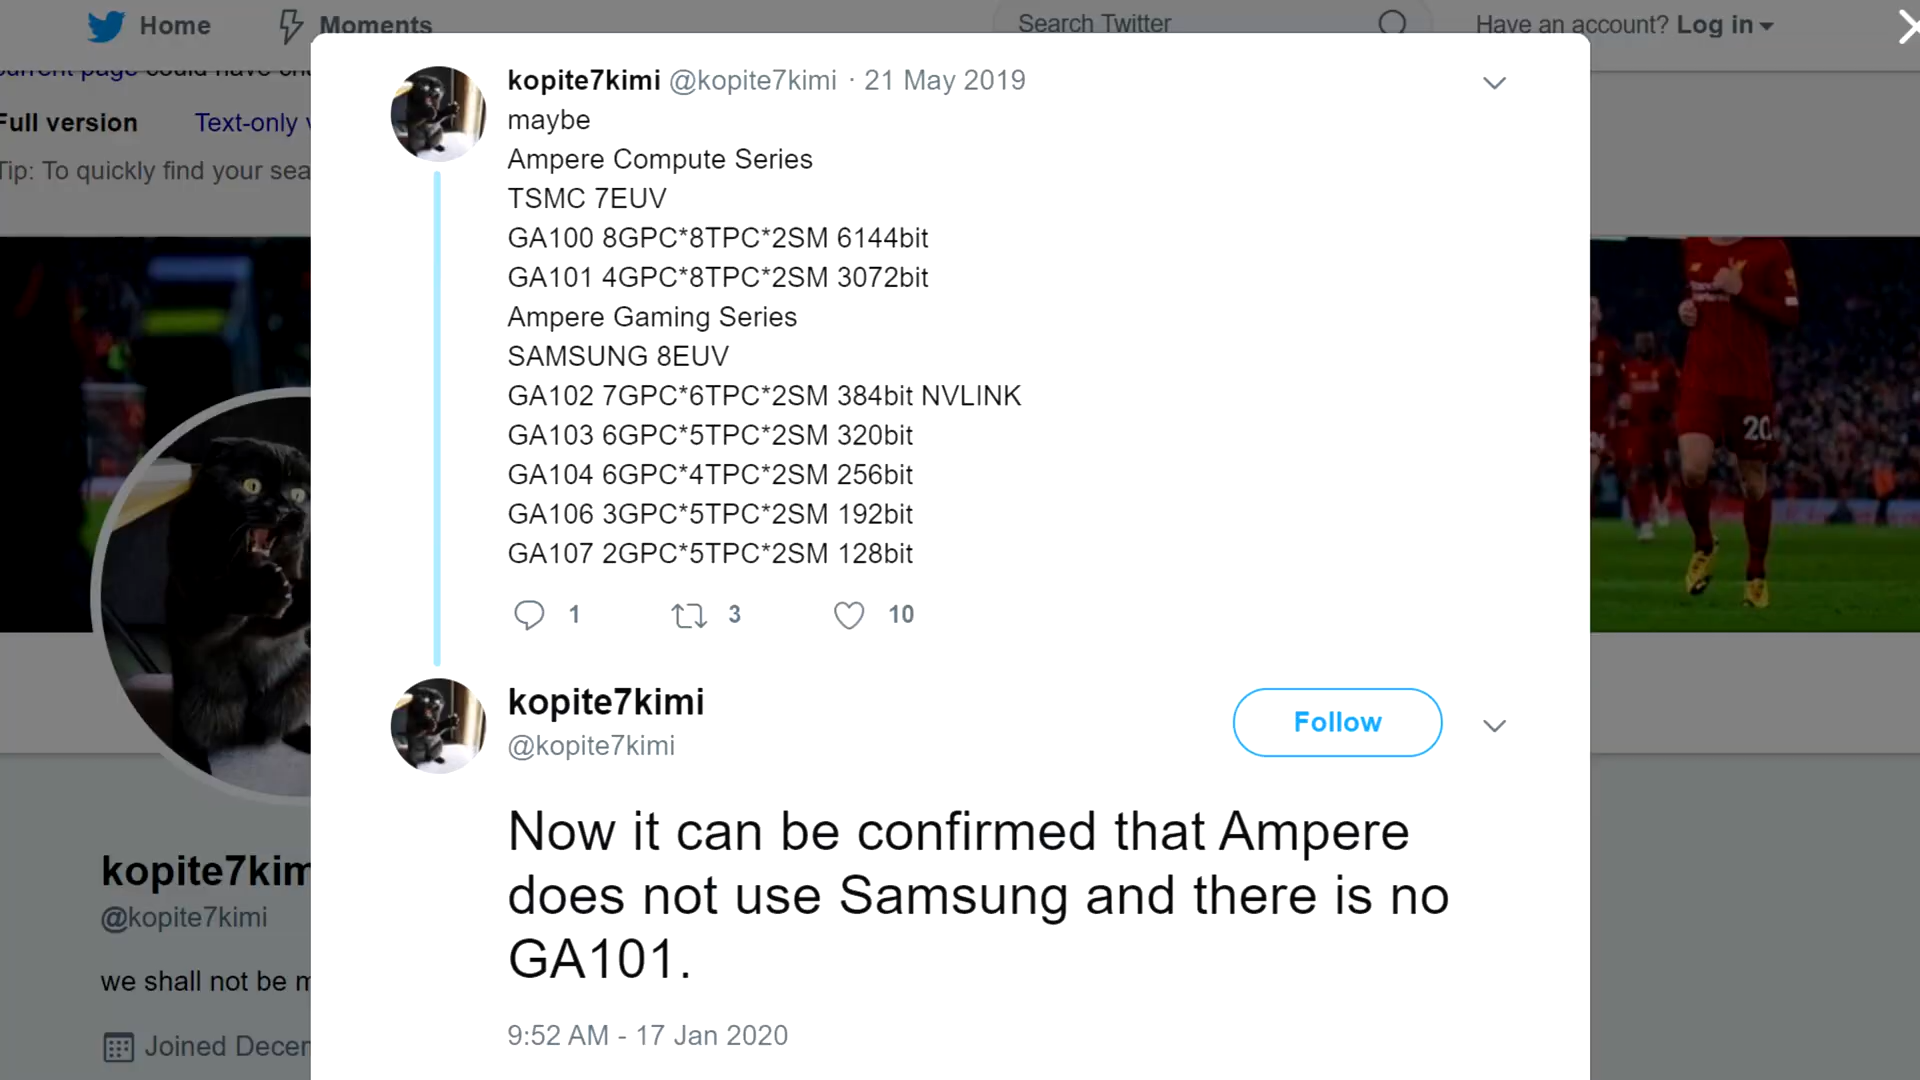 Home Moments Search Twitter Have an account? Log in
current page could have
Full version Text-only
Tip: To quickly find your sea
kopite7kimi @kopite7kimi · 21 May 2019
maybe
Ampere Compute Series
TSMC 7EUV
GA100 8GPC*8TPC*2SM 6144bit
GA101 4GPC*8TPC*2SM 3072bit
Ampere Gaming Series
SAMSUNG 8EUV
GA102 7GPC*6TPC*2SM 384bit NVLINK
GA103 6GPC*5TPC*2SM 320bit
GA104 6GPC*4TPC*2SM 256bit
GA106 3GPC*5TPC*2SM 192bit
GA107 2GPC*5TPC*2SM 128bit
1 3 10
20
kopite7kimi
@kopite7kimi
Follow
Now it can be confirmed that Ampere
does not use Samsung and there is no
GA101.
9:52 AM - 17 Jan 2020
kopite7kim
@kopite7kimi
we shall not be m
Joined Decem